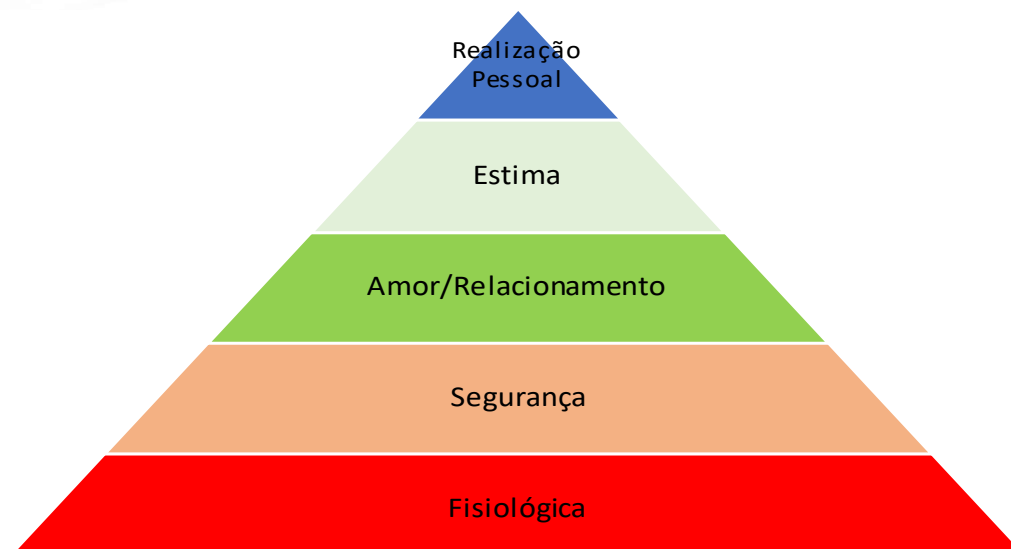 Realização
Pessoal
Estima
Amor/Relacionamento
Segurança
Fisiológica